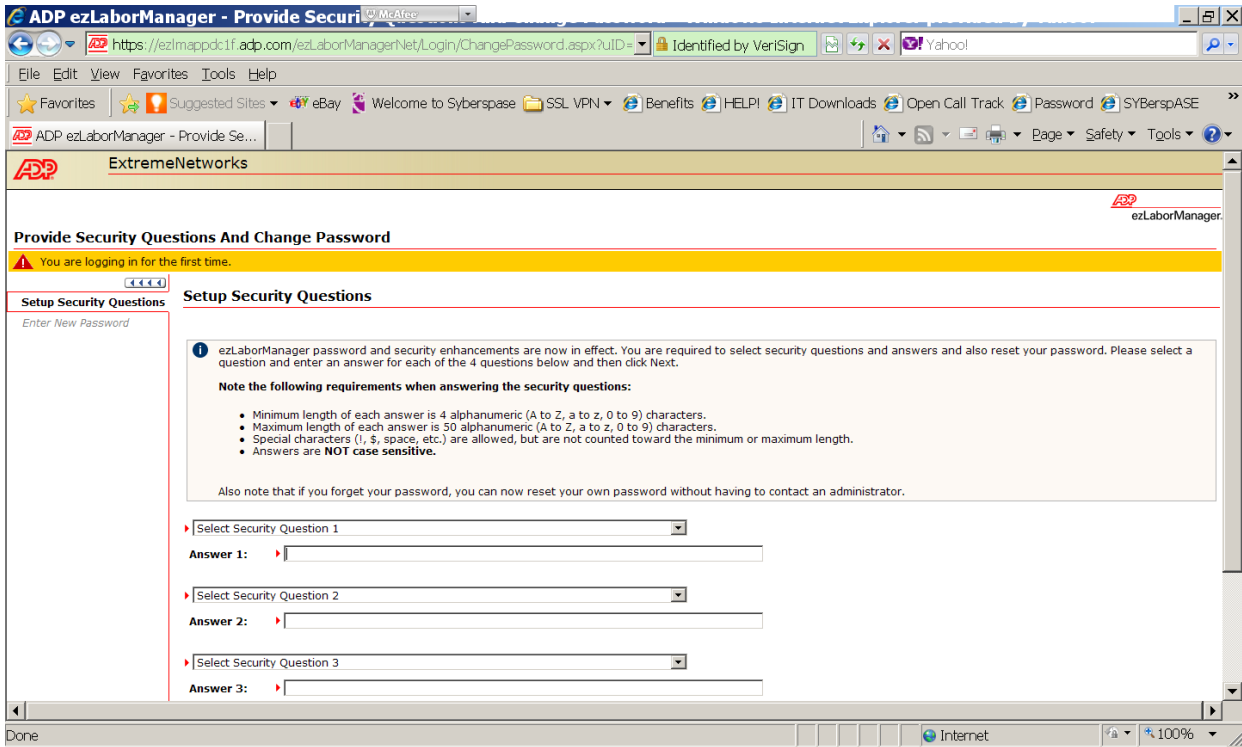 ADP ezLaborManager - Provide Securi
McAfee
https://ezlmappdc1f.adp.com/ezLaborManagerNet/Login/ChangePassword.aspx?uID=
Identified by VeriSign
Yahoo!
File Edit View Favorites Tools Help
Favorites Suggested Sites eBay Welcome to Syberspase SSL VPN Benefits HELP! IT Downloads Open Call Track Password SYBerspASE »
ADP ezLaborManager - Provide Se...
Page Safety Tools
ADP ExtremeNetworks
ADP
ezLaborManager.
Provide Security Questions And Change Password
You are logging in for the first time.
Setup Security Questions
Enter New Password
Setup Security Questions
ezLaborManager password and security enhancements are now in effect. You are required to select security questions and answers and also reset your password. Please select a
question and enter an answer for each of the 4 questions below and then click Next.
Note the following requirements when answering the security questions:
• Minimum length of each answer is 4 alphanumeric (A to Z, a to z, 0 to 9) characters.
• Maximum length of each answer is 50 alphanumeric (A to Z, a to z, 0 to 9) characters.
• Special characters (!, $, space, etc.) are allowed, but are not counted toward the minimum or maximum length.
• Answers are NOT case sensitive.
Also note that if you forget your password, you can now reset your own password without having to contact an administrator.
Select Security Question 1
Answer 1:
Select Security Question 2
Answer 2:
Select Security Question 3
Answer 3:
Done
Internet
100%